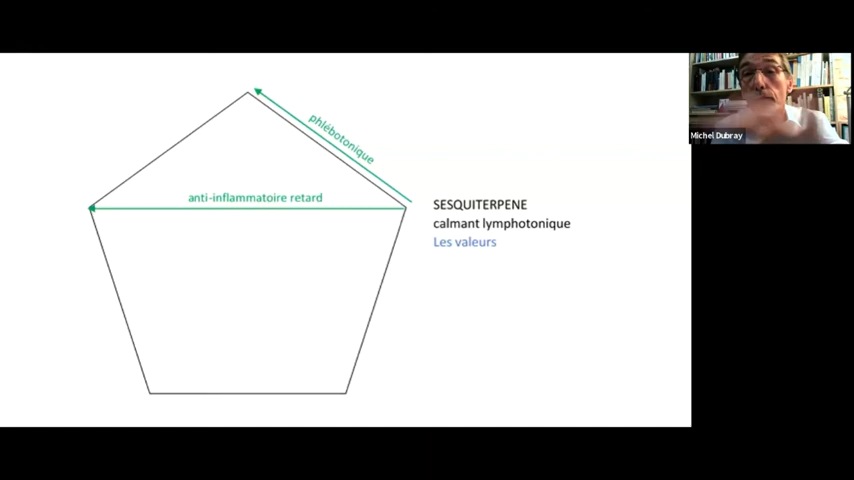 phlébotonique
anti-inflammatoire retard
SESQUITERPENE
calmant lymphotonique
Les valeurs
Michel Dubray